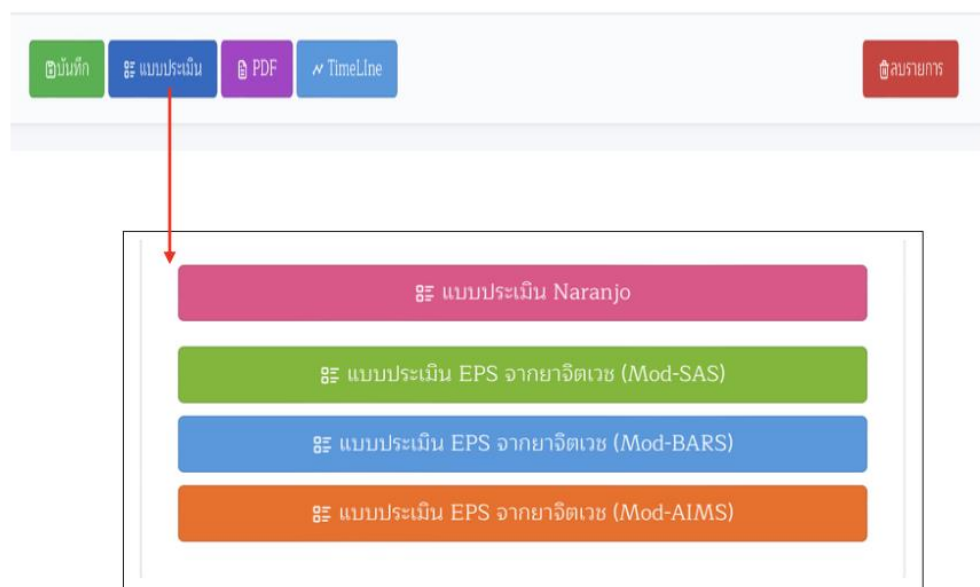 บันทึก แบบประเมิน PDF TimeLIne ลบรายการ
แบบประเมิน Naranjo
แบบประเมิน EPS จากยาจิตเวช (Mod-SAS)
แบบประเมิน EPS จากยาจิตเวช (Mod-BARS)
แบบประเมิน EPS จากยาจิตเวช (Mod-AIMS)